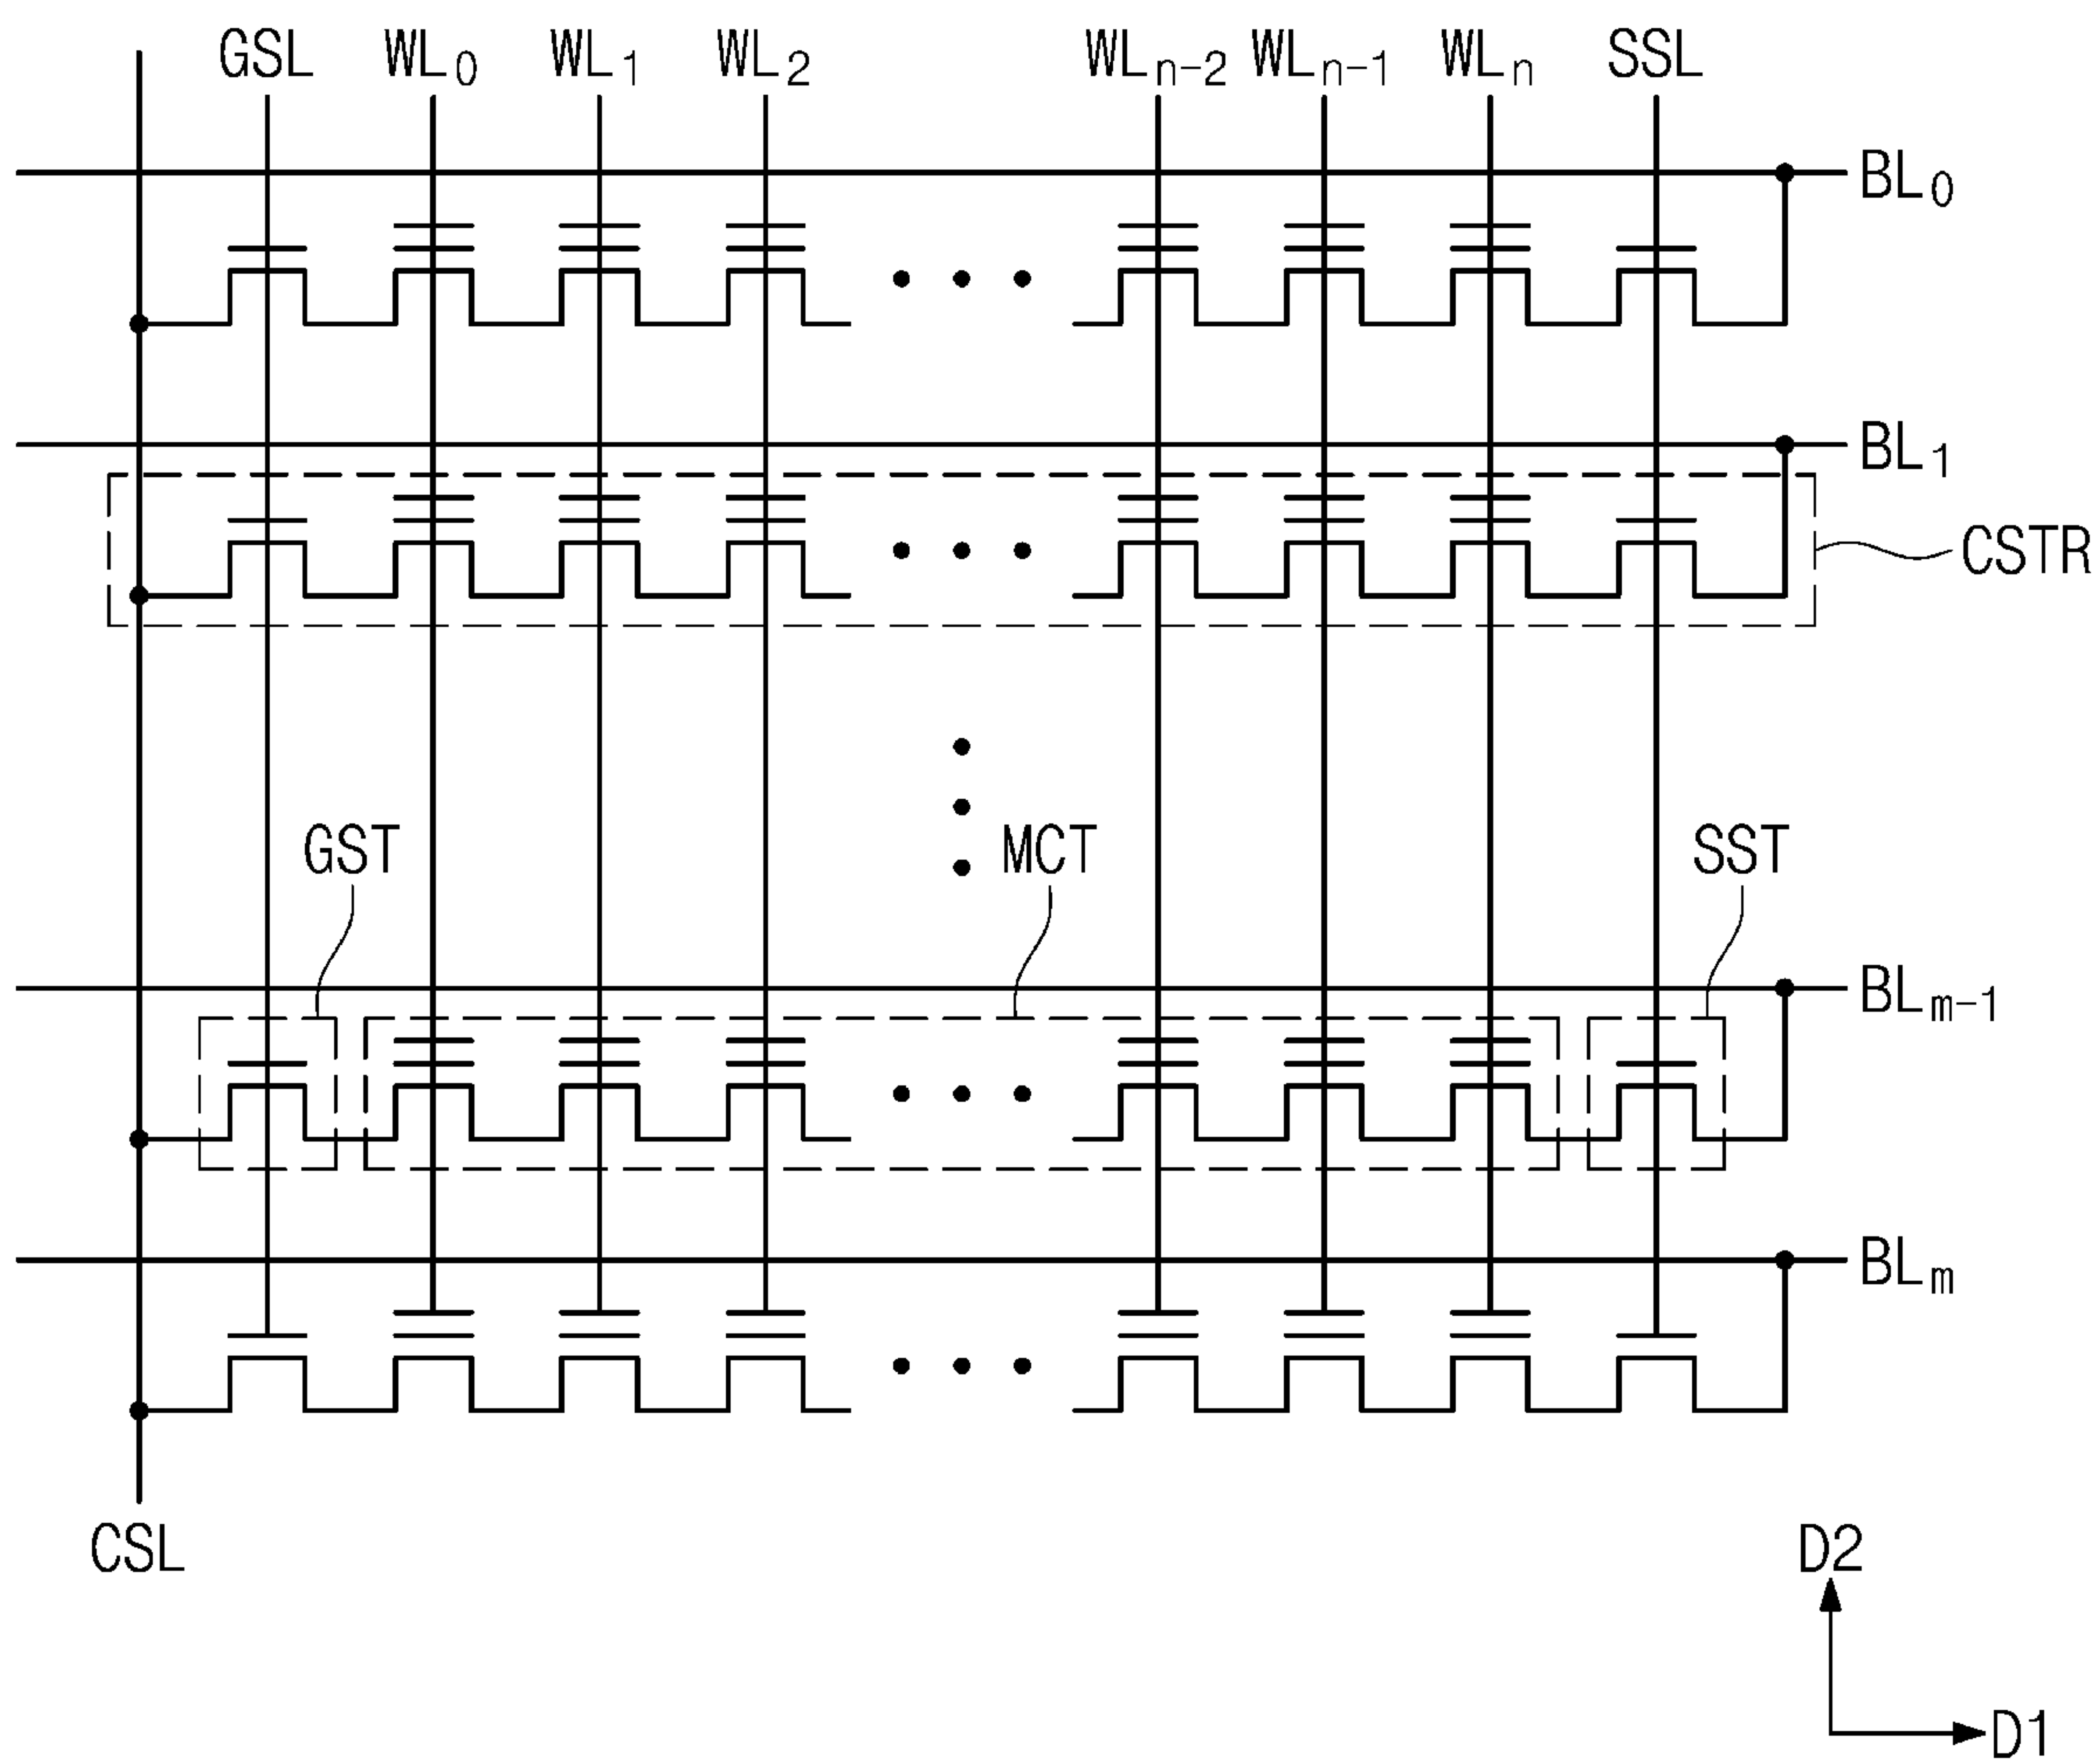 GSL WL0 WL1 WL2 WLn-2 WLn-1 WLn SSL
BL0
BL1
CSTR
GST MCT SST
BLm-1
BLm
CSL
D2
D1